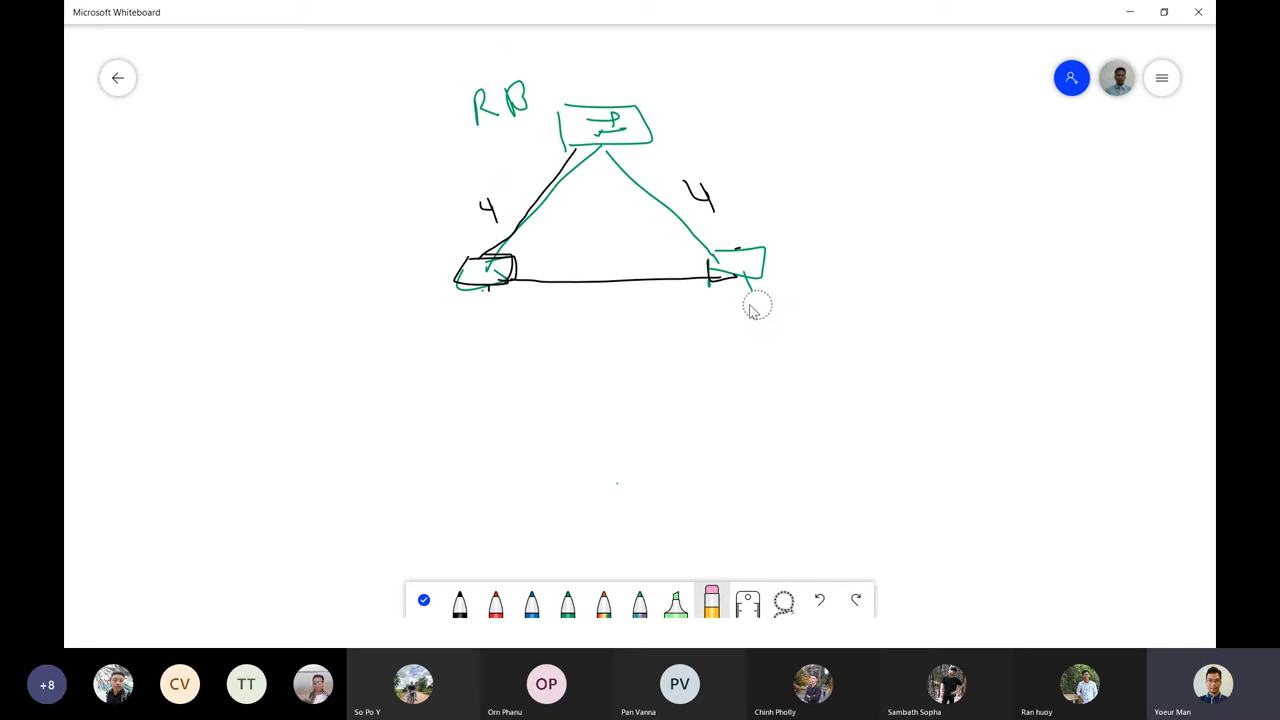 Microsoft Whiteboard
RB
4
4
+8
CV
TT
OP
PV
So Po Y
Orn Phanu
Pan Vanna
Chinh Pholly
Sambath Sopha
Ran huoy
Yoeur Man